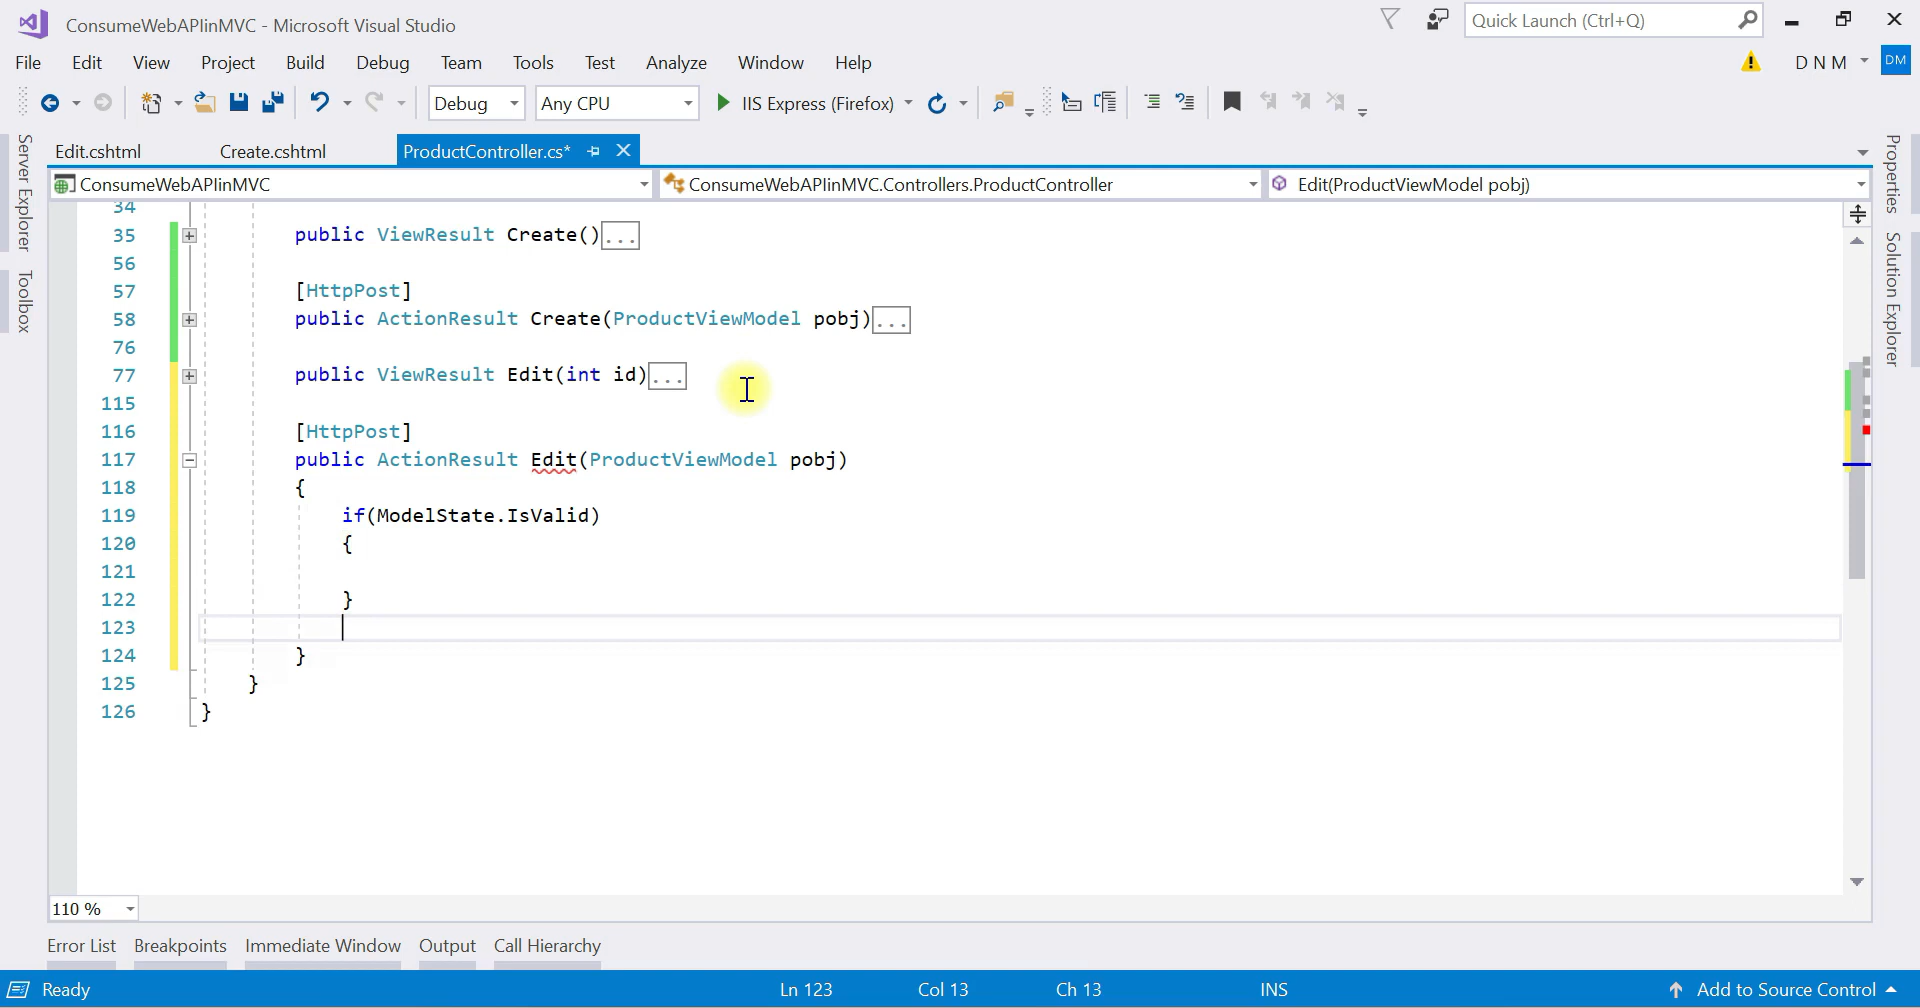 ConsumeWebAPIinMVC - Microsoft Visual Studio
Quick Launch (Ctrl+Q)
File Edit View Project Build Debug Team Tools Test Analyze Window Help
D N M
DM
Debug Any CPU IIS Express (Firefox)
Server Explorer
Toolbox
Properties
Solution Explorer
Edit.cshtml Create.cshtml ProductController.cs*
ConsumeWebAPIinMVC ConsumeWebAPIinMVC.Controllers.ProductController Edit(ProductViewModel pobj)
34
35 public ViewResult Create()...
56
57 [HttpPost]
58 public ActionResult Create(ProductViewModel pobj)...
76
77 public ViewResult Edit(int id)...
115
116 [HttpPost]
117 public ActionResult Edit(ProductViewModel pobj)
118 {
119 if(ModelState.IsValid)
120 {
121
122 }
123
124 }
125 }
126 }
110 %
Error List Breakpoints Immediate Window Output Call Hierarchy
Ready Ln 123 Col 13 Ch 13 INS Add to Source Control